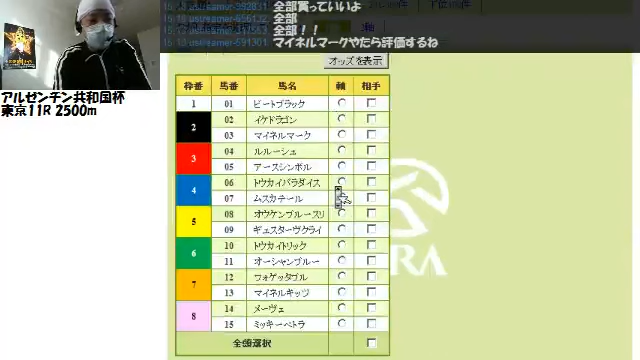 全部買っていいよ
全部
全部！！
マイネルマークやたら評価するね
オッズを表示
アルゼンチン共和国杯
東京11R 2500m
枠番 馬番 馬名 軸 相手
1 01 ビートブラック
2 02 イケドラゴン
03 マイネルマーク
3 04 ルルーシュ
05 アースシンボル
4 06 トウカイパラダイス
07 ムスカテール
5 08 オウケンブルースリ
09 ギュスターヴクライ
6 10 トウカイトリック
11 オーシャンブルー
7 12 フォゲッタブル
13 マイネルキッツ
8 14 メーヴェ
15 ミッキーペトラ
全頭選択
RA